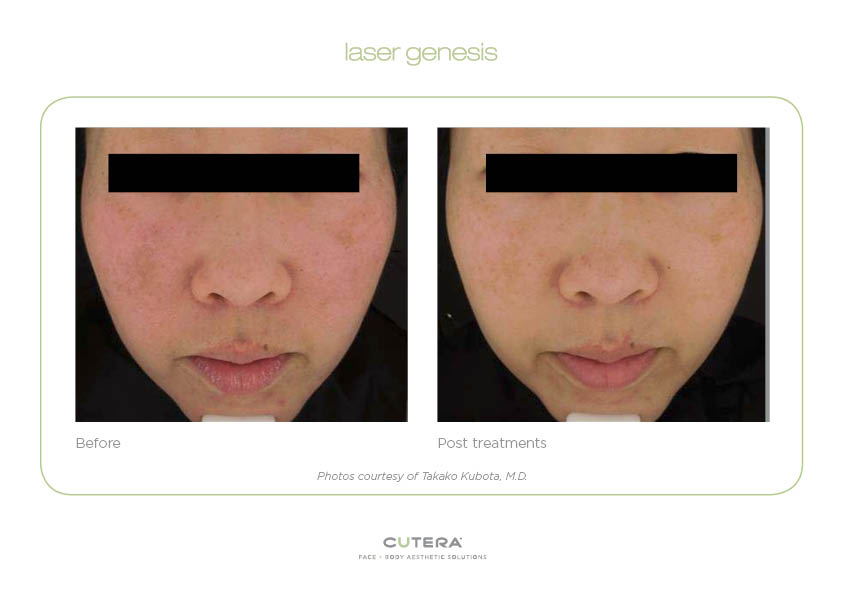 laser genesis
Before
Post treatments
Photos courtesy of Takako Kubota, M.D.
CUTERA
FACE + BODY AESTHETIC SOLUTIONS